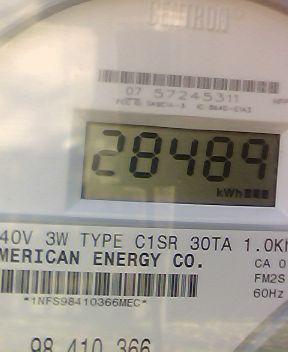 CENTRON®
07 57245311
28489
kWh
40V 3W TYPE C1SR 30TA 1.0K
MERICAN ENERGY CO.
CA 0
FM2S
60Hz
*1NFS98410366MEC*
98 410 366